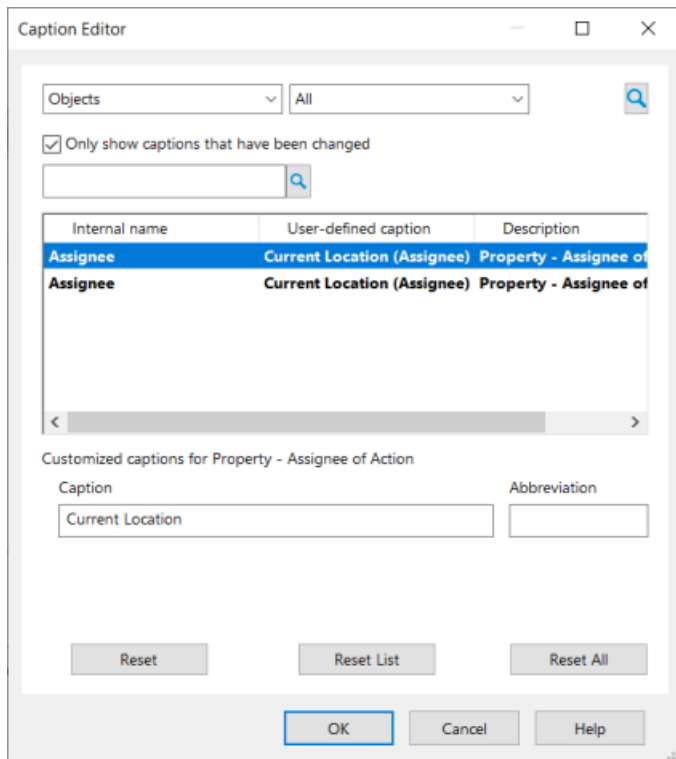 Caption Editor
Objects All
Only show captions that have been changed
Internal name User-defined caption Description
Assignee Current Location (Assignee) Property - Assignee of
Assignee Current Location (Assignee) Property - Assignee of
Customized captions for Property - Assignee of Action
Caption Abbreviation
Current Location
Reset Reset List Reset All
OK Cancel Help